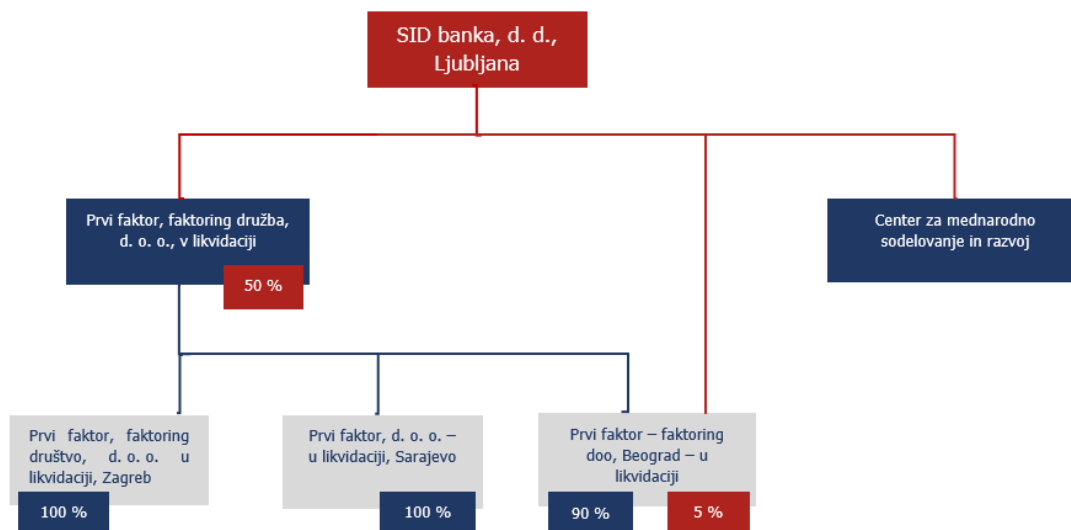 SID banka, d. d.,
Ljubljana
Prvi faktor, faktoring družba,
d. o. o., v likvidaciji
50 %
Center za mednarodno
sodelovanje in razvoj
Prvi faktor, faktoring
društvo, d. o. o. u
likvidaciji, Zagreb
100 %
Prvi faktor, d. o. o. –
u likvidaciji, Sarajevo
100 %
Prvi faktor – faktoring
doo, Beograd – u
likvidaciji
90 %
5 %